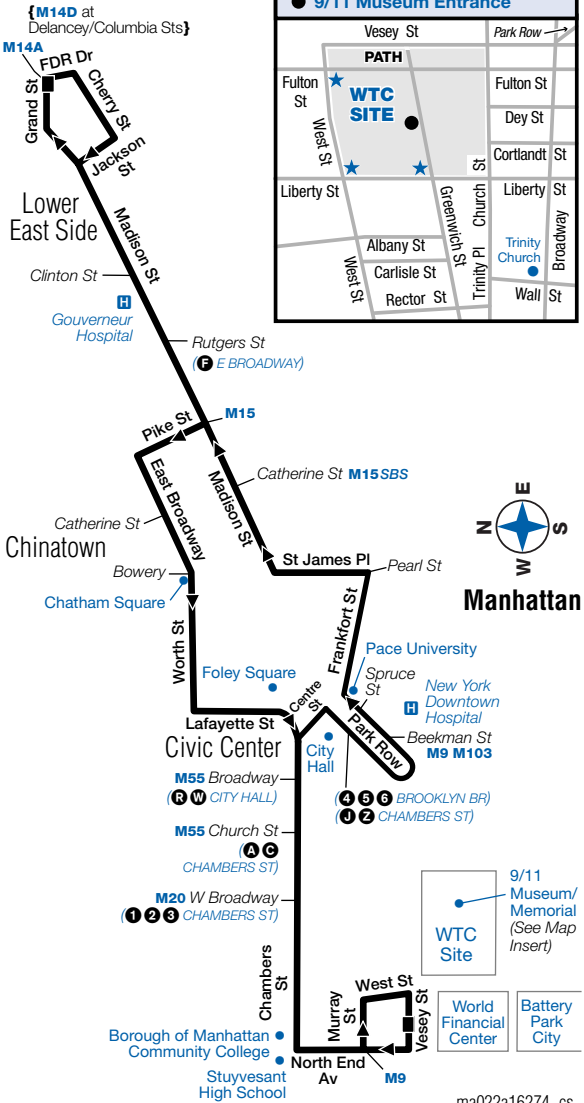 {M14D at
Delancey/Columbia Sts}
M14A
FDR Dr
Grand St
Cherry St
Jackson
St
Lower
East Side
Madison St
Clinton St
H
Gouverneur
Hospital
Rutgers St
(F E BROADWAY)
Pike St
M15
East Broadway
Madison St
Catherine St M15SBS
Catherine St
Chinatown
Bowery
Chatham Square
St James Pl
Pearl St
Worth St
Frankfort St
Pace University
Foley Square
Spruce
St
H
New York
Downtown
Hospital
Centre
St
Lafayette St
Park Row
Beekman St
M9 M103
Civic Center
City
Hall
M55 Broadway
(R W CITY HALL)
(4 5 6 BROOKLYN BR)
(J Z CHAMBERS ST)
M55 Church St
(A C
CHAMBERS ST)
M20 W Broadway
(1 2 3 CHAMBERS ST)
9/11
Museum/
Memorial
(See Map
Insert)
WTC
Site
Chambers
St
West St
Murray
St
Vesey St
World
Financial
Center
Battery
Park
City
Borough of Manhattan
Community College
North End
Av
M9
Stuyvesant
High School
ma022a16274_cs
9/11 Museum Entrance
Vesey St
Park Row
PATH
Fulton
St
WTC
SITE
Fulton St
Dey St
West St
Cortlandt St
Liberty St
Greenwich St
Church St
Liberty St
Broadway
Albany St
Trinity
Church
West St
Carlisle St
Trinity Pl
Rector St
Wall St
N
E
S
W
Manhattan